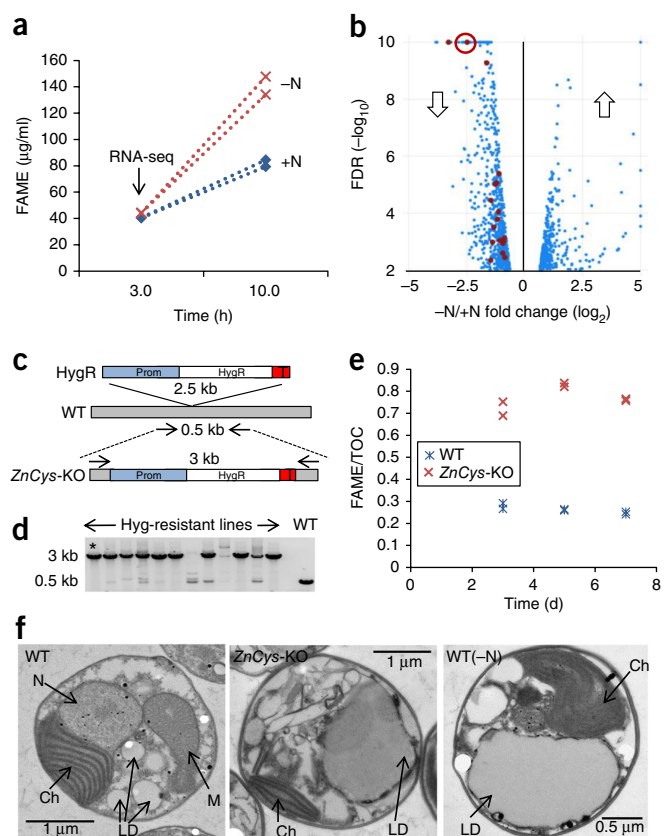 a
FAME (µg/ml)
160
140
120
100
80
60
40
20
0
RNA-seq
–N
+N
3.0
10.0
Time (h)
b
FDR (–log10)
10
8
6
4
2
–5
–2.5
0
2.5
5
–N/+N fold change (log2)
c
HygR
Prom
HygR
2.5 kb
WT
0.5 kb
3 kb
ZnCys-KO
Prom
HygR
d
Hyg-resistant lines
WT
*
3 kb
0.5 kb
e
FAME/TOC
0.9
0.8
0.7
0.6
0.5
0.4
0.3
0.2
0.1
0
WT
ZnCys-KO
0
2
4
6
8
Time (d)
f
WT
N
Ch
LD
M
1 µm
ZnCys-KO
1 µm
Ch
LD
WT(–N)
Ch
LD
0.5 µm